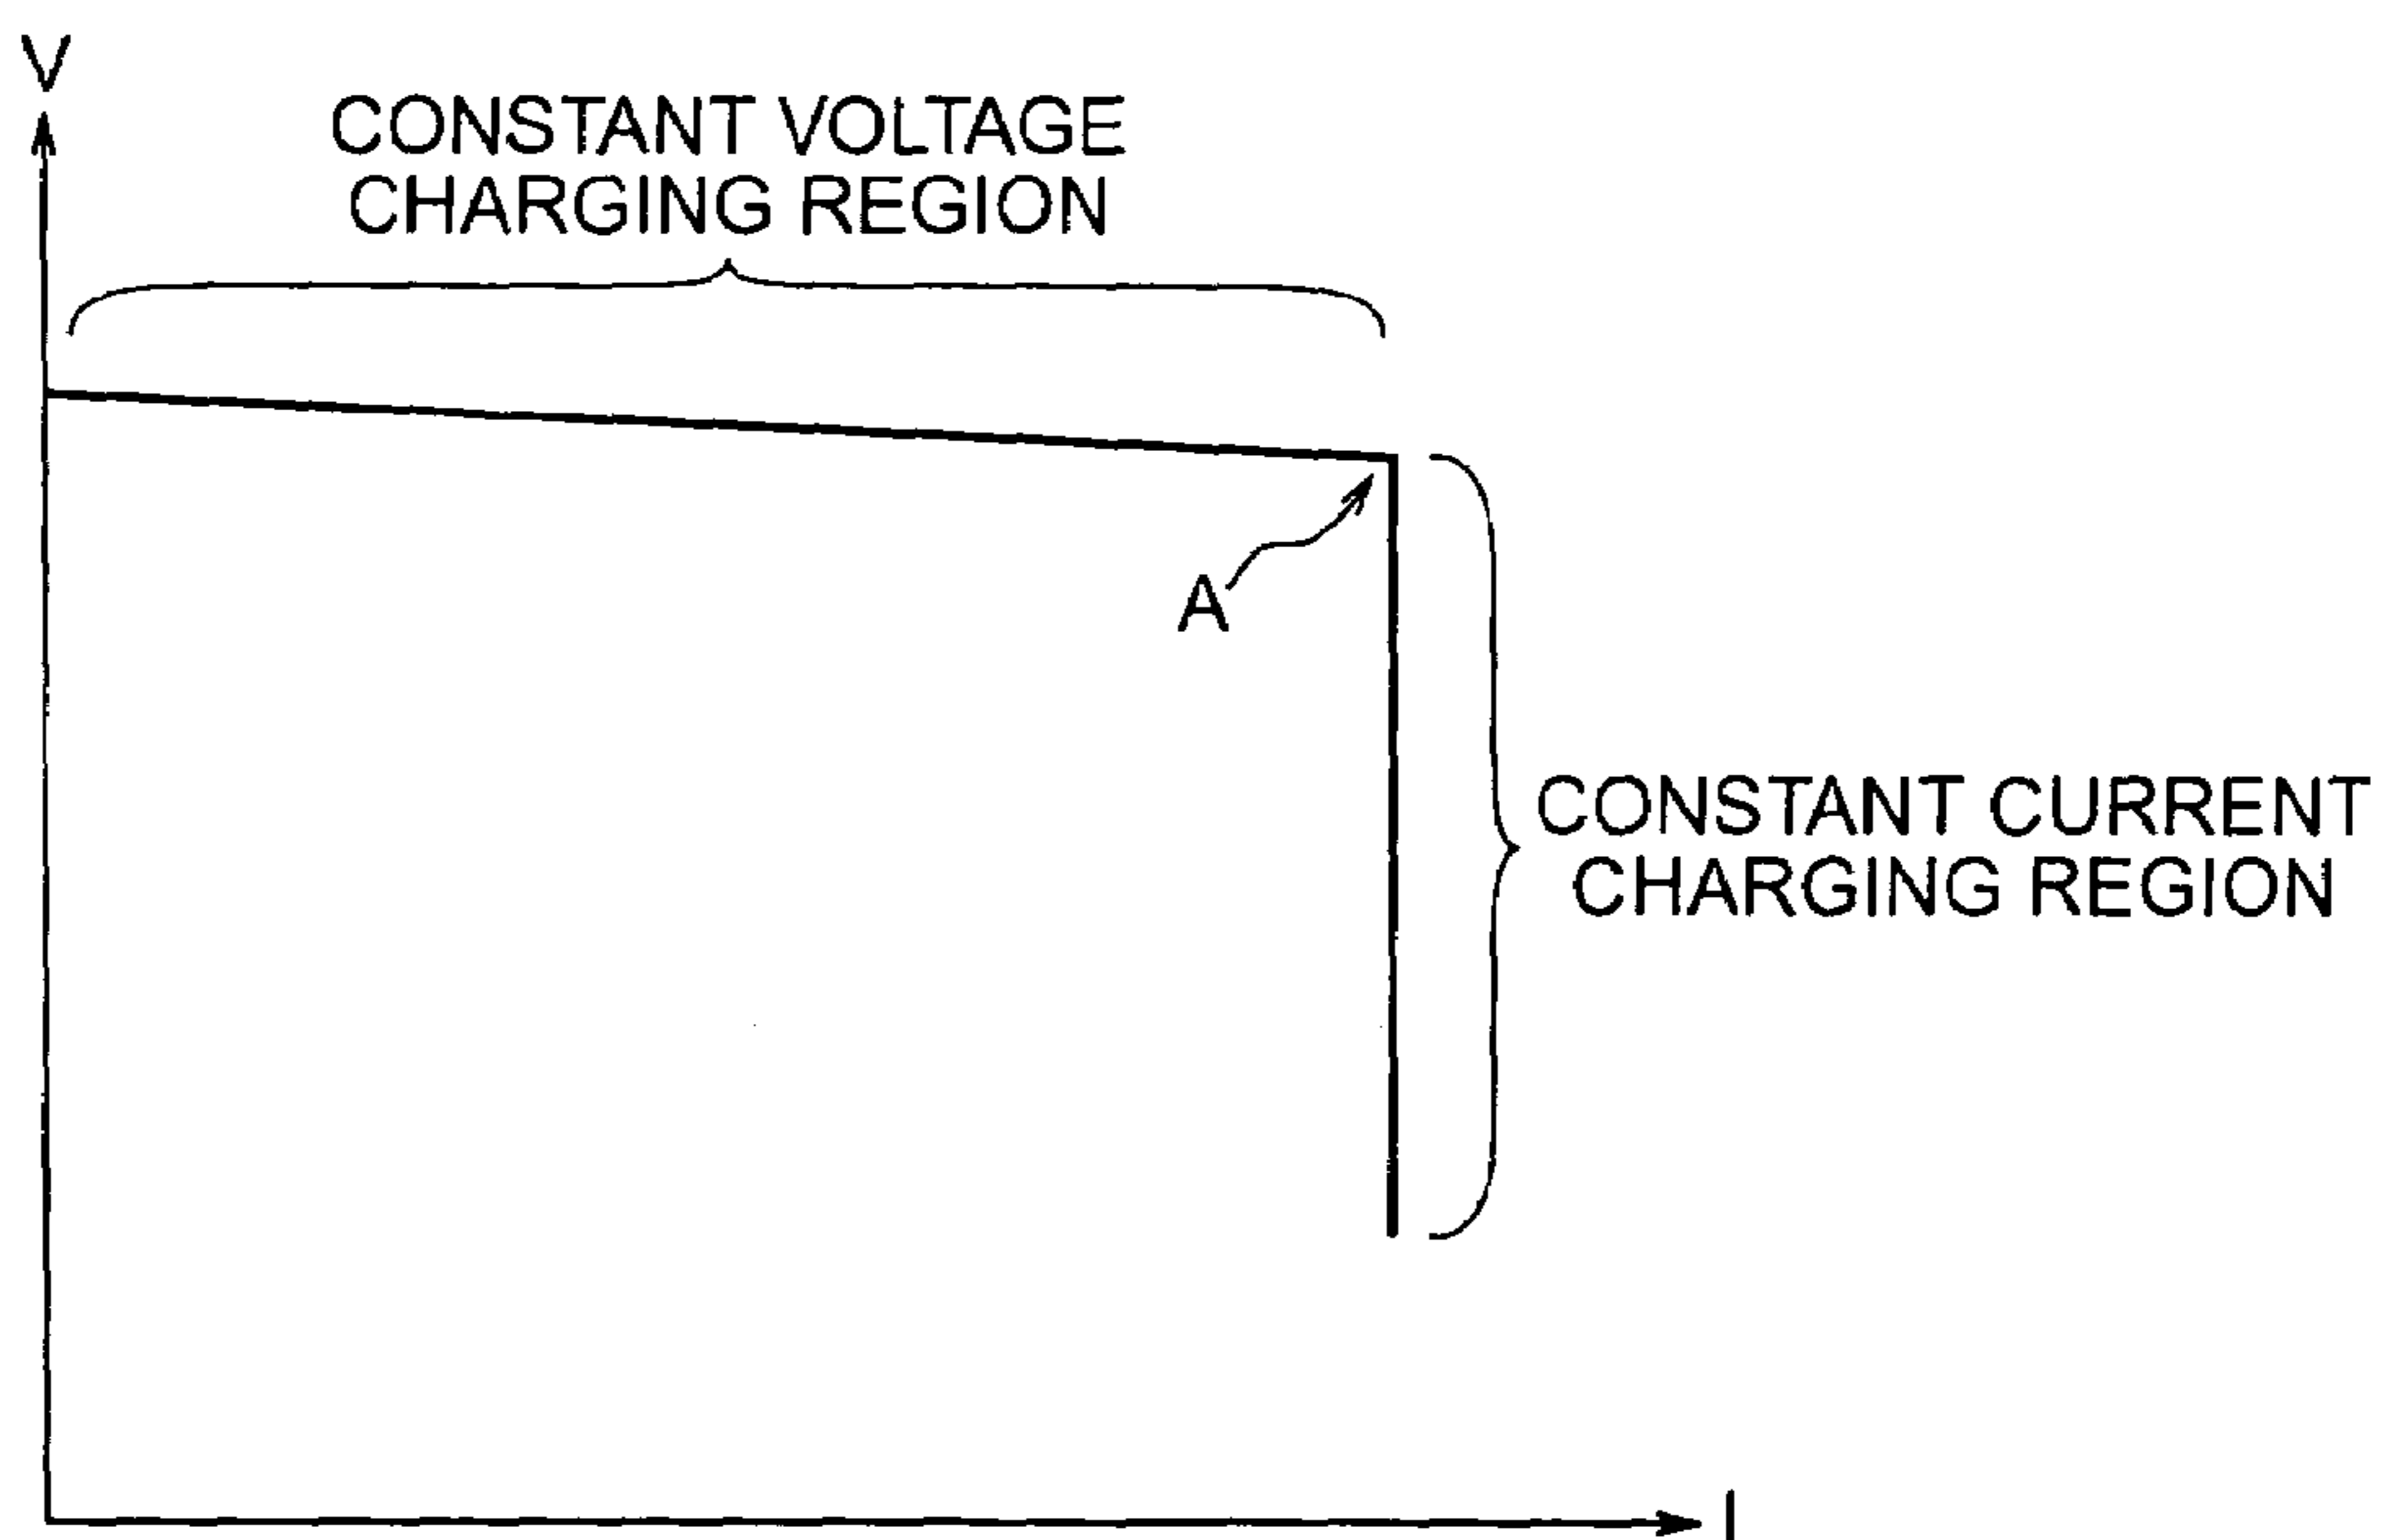 V
CONSTANT VOLTAGE
CHARGING REGION
A
CONSTANT CURRENT
CHARGING REGION
I